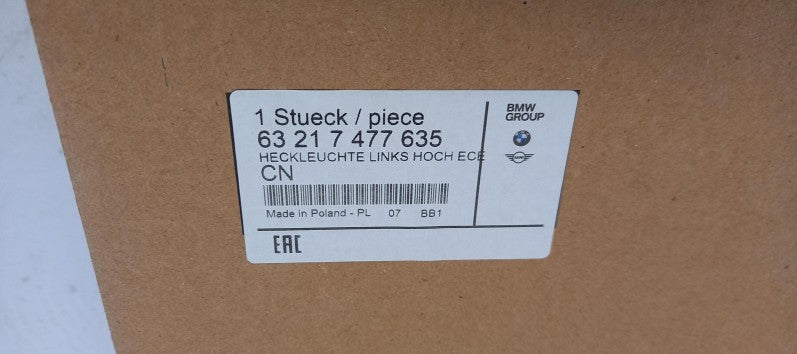 1 Stueck / piece
63 21 7 477 635
HECKLEUCHTE LINKS HOCH ECE
CN
Made in Poland - PL 07 BB1
EAC
BMW
GROUP